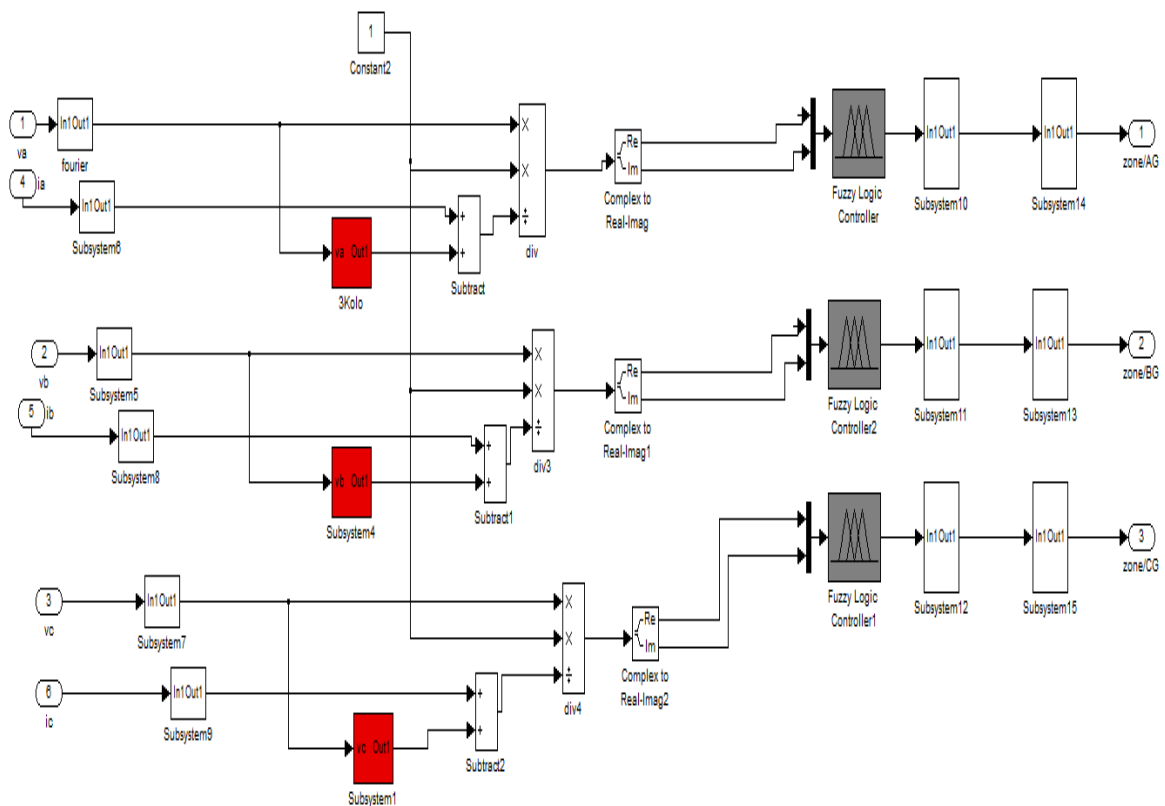 1
Constant2
1
va
In1Out1
fourier
4
ia
In1Out1
Subsystem6
va Out1
3Kolo
+
+
Subtract
×
×
÷
div
Re
Im
Complex to
Real-Imag
Fuzzy Logic
Controller
In1Out1
Subsystem10
In1Out1
Subsystem14
1
zone/AG
2
vb
In1Out1
Subsystem5
5
ib
In1Out1
Subsystem8
vb Out1
Subsystem4
+
+
Subtract1
×
×
÷
div3
Re
Im
Complex to
Real-Imag1
Fuzzy Logic
Controller2
In1Out1
Subsystem11
In1Out1
Subsystem13
2
zone/BG
3
vc
In1Out1
Subsystem7
6
ic
In1Out1
Subsystem9
vc Out1
Subsystem1
+
+
Subtract2
×
×
÷
div4
Re
Im
Complex to
Real-Imag2
Fuzzy Logic
Controller1
In1Out1
Subsystem12
In1Out1
Subsystem15
3
zone/CG